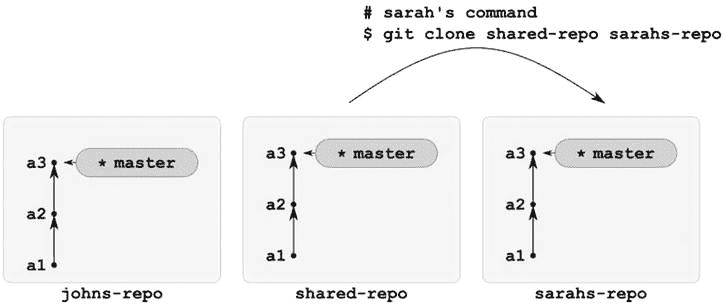 # sarah's command
$ git clone shared-repo sarahs-repo
a3 * master
a2
a1
johns-repo
a3 * master
a2
a1
shared-repo
a3 * master
a2
a1
sarahs-repo